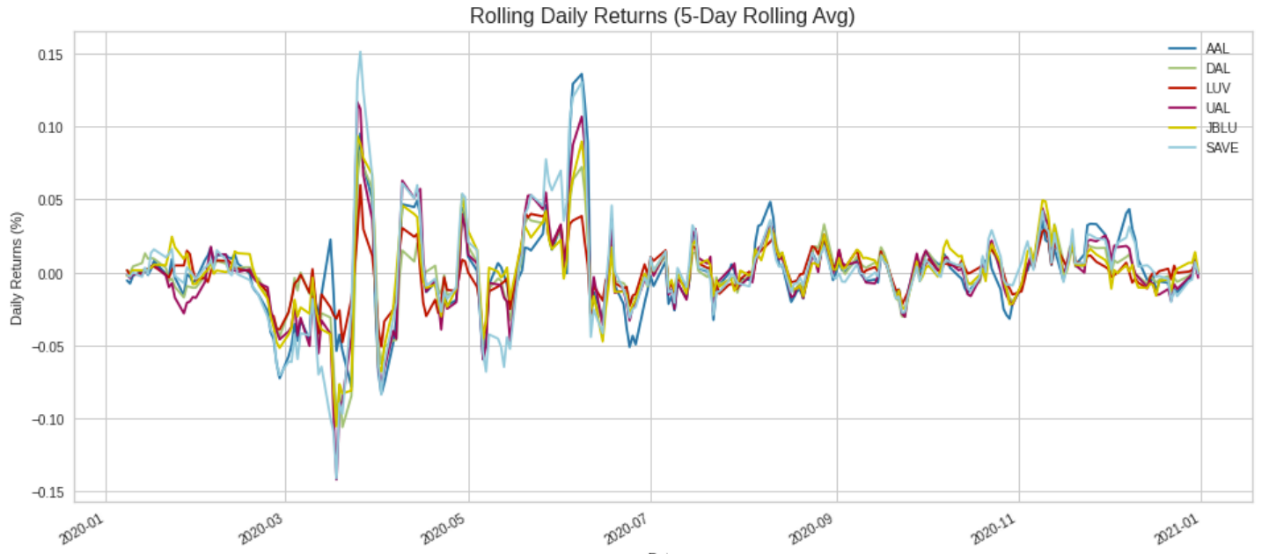 Rolling Daily Returns (5-Day Rolling Avg)
AAL
DAL
LUV
UAL
JBLU
SAVE
Daily Returns (%)
0.15
0.10
0.05
0.00
−0.05
−0.10
−0.15
2020-01
2020-03
2020-05
2020-07
2020-09
2020-11
2021-01